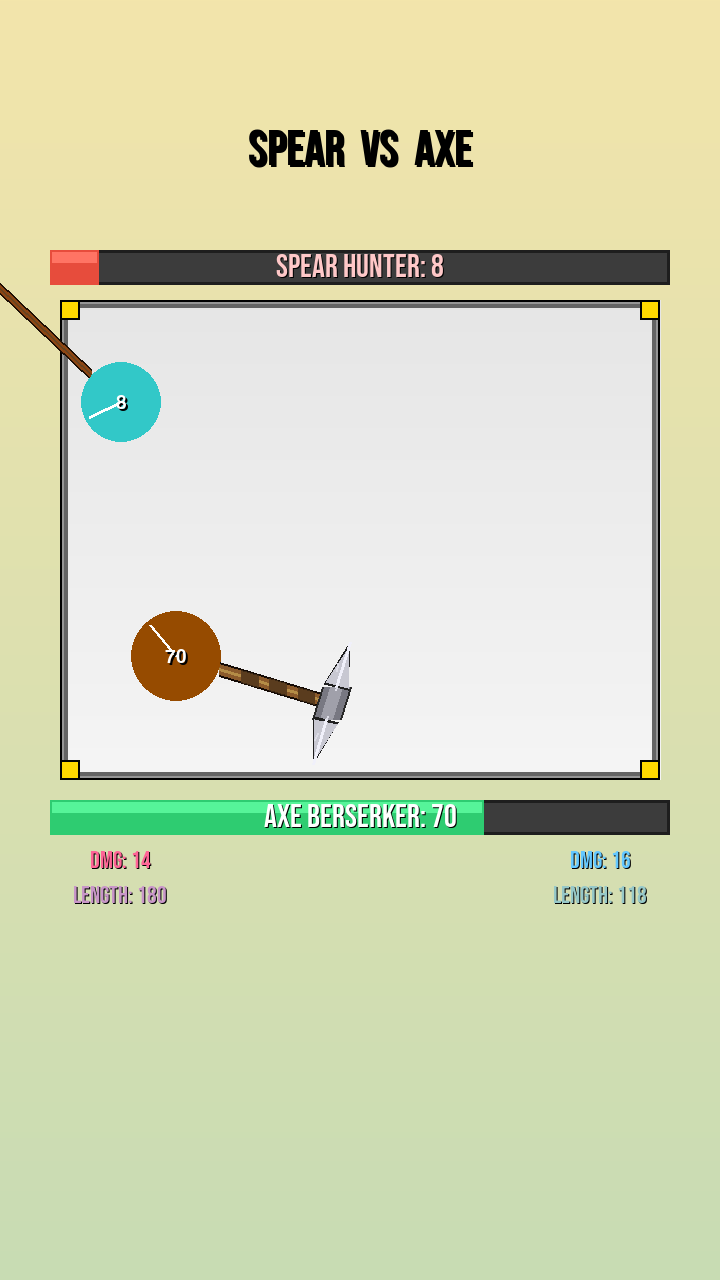 SPEAR VS AXE
SPEAR HUNTER: 8
8
70
AXE BERSERKER: 70
DMG: 14
DMG: 16
LENGTH: 180
LENGTH: 118